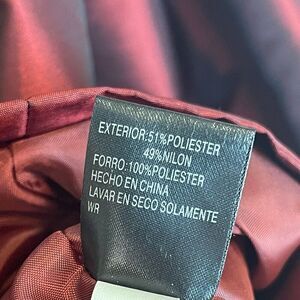 EXTERIOR:51%POLIESTER
49%NILON
FORRO:100%POLIESTER
HECHO EN CHINA
LAVAR EN SECO SOLAMENTE
WR